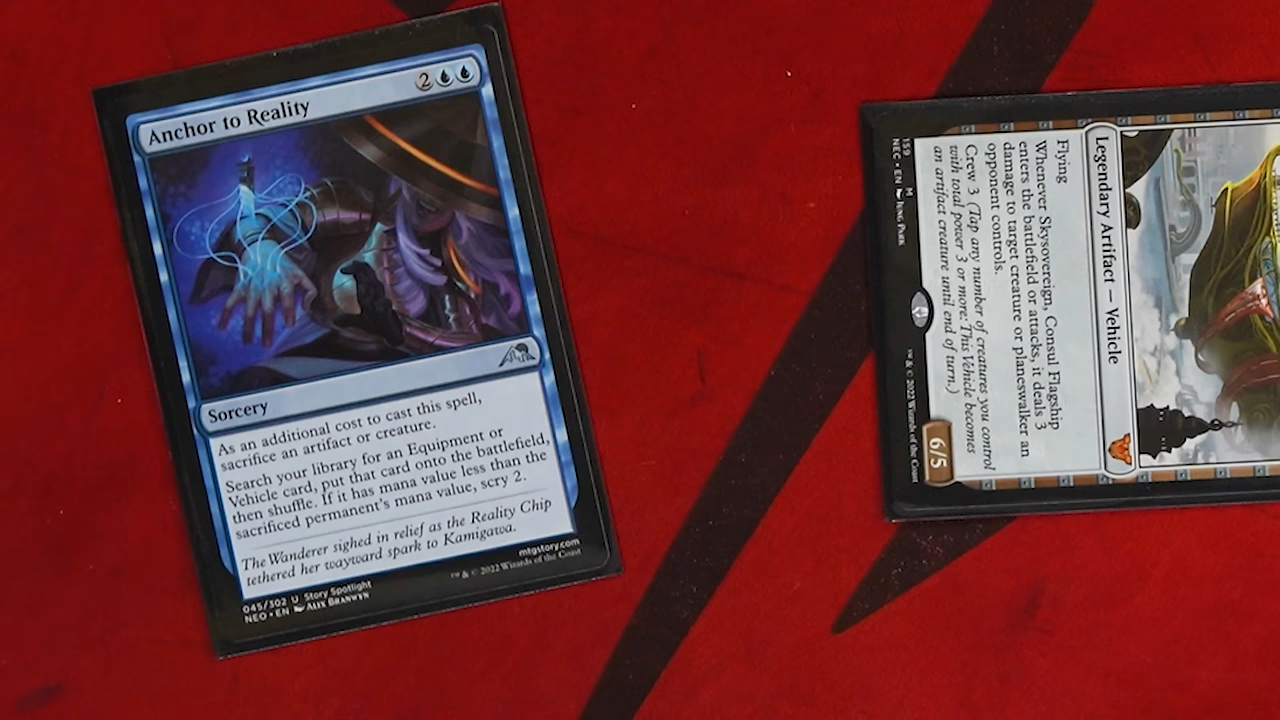 Anchor to Reality
2
Sorcery
As an additional cost to cast this spell,
sacrifice an artifact or creature.
Search your library for an Equipment or
Vehicle card, put that card onto the battlefield,
then shuffle. If it has mana value less than the
sacrificed permanent's mana value, scry 2.
The Wanderer sighed in relief as the Reality Chip
tethered her wayward spark to Kamigawa.
mtgstory.com
045/302 U Story Spotlight
NEO • EN Alix Branwyn
™ & © 2022 Wizards of the Coast
Legendary Artifact — Vehicle
Flying
Whenever Skysovereign, Consul Flagship
enters the battlefield or attacks, it deals 3
damage to target creature or planeswalker an
opponent controls.
Crew 3 (Tap any number of creatures you control
with total power 3 or more: This Vehicle becomes
an artifact creature until end of turn.)
6/5
159 M
NEC • EN Jung Park
™ & © 2022 Wizards of the Coast